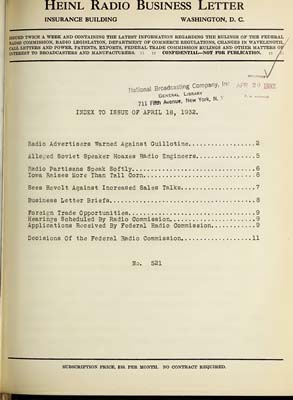 HEINL RADIO BUSINESS LETTER
INSURANCE BUILDING WASHINGTON, D. C.
ISSUED TWICE A WEEK AND CONTAINING THE LATEST INFORMATION REGARDING THE RULINGS OF THE FEDERAL
RADIO COMMISSION, RADIO LEGISLATION, DEPARTMENT OF COMMERCE REGULATIONS, CHANGES IN WAVELENGTH,
CALL LETTERS AND POWER, PATENTS, EXPORTS, FEDERAL TRADE COMMISSION RULINGS AND OTHER MATTERS OF
INTEREST TO BROADCASTERS AND MANUFACTURERS. :: :: CONFIDENTIAL—NOT FOR PUBLICATION. :: :
National Broadcasting Company, Inc
GENERAL LIBRARY
711 Fifth Avenue, New York, N. Y
APR 20 1932
INDEX TO ISSUE OF APRIL 18, 1932.
Radio Advertisers Warned Against Guillotine.....................2
Alleged Soviet Speaker Hoaxes Radio Engineers...................5
Radio Partisans Speak Softly....................................6
Iowa Raises More Than Tall Corn.................................6
Sees Revolt Against Increased Sales Talks.......................7
Business Letter Briefs..........................................8
Foreign Trade Opportunities.....................................9
Hearings Scheduled By Radio Commission..........................9
Applications Received By Federal Radio Commission...............9
Decisions Of the Federal Radio Commission......................11
No. 521
SUBSCRIPTION PRICE, $10. PER MONTH. NO CONTRACT REQUIRED.